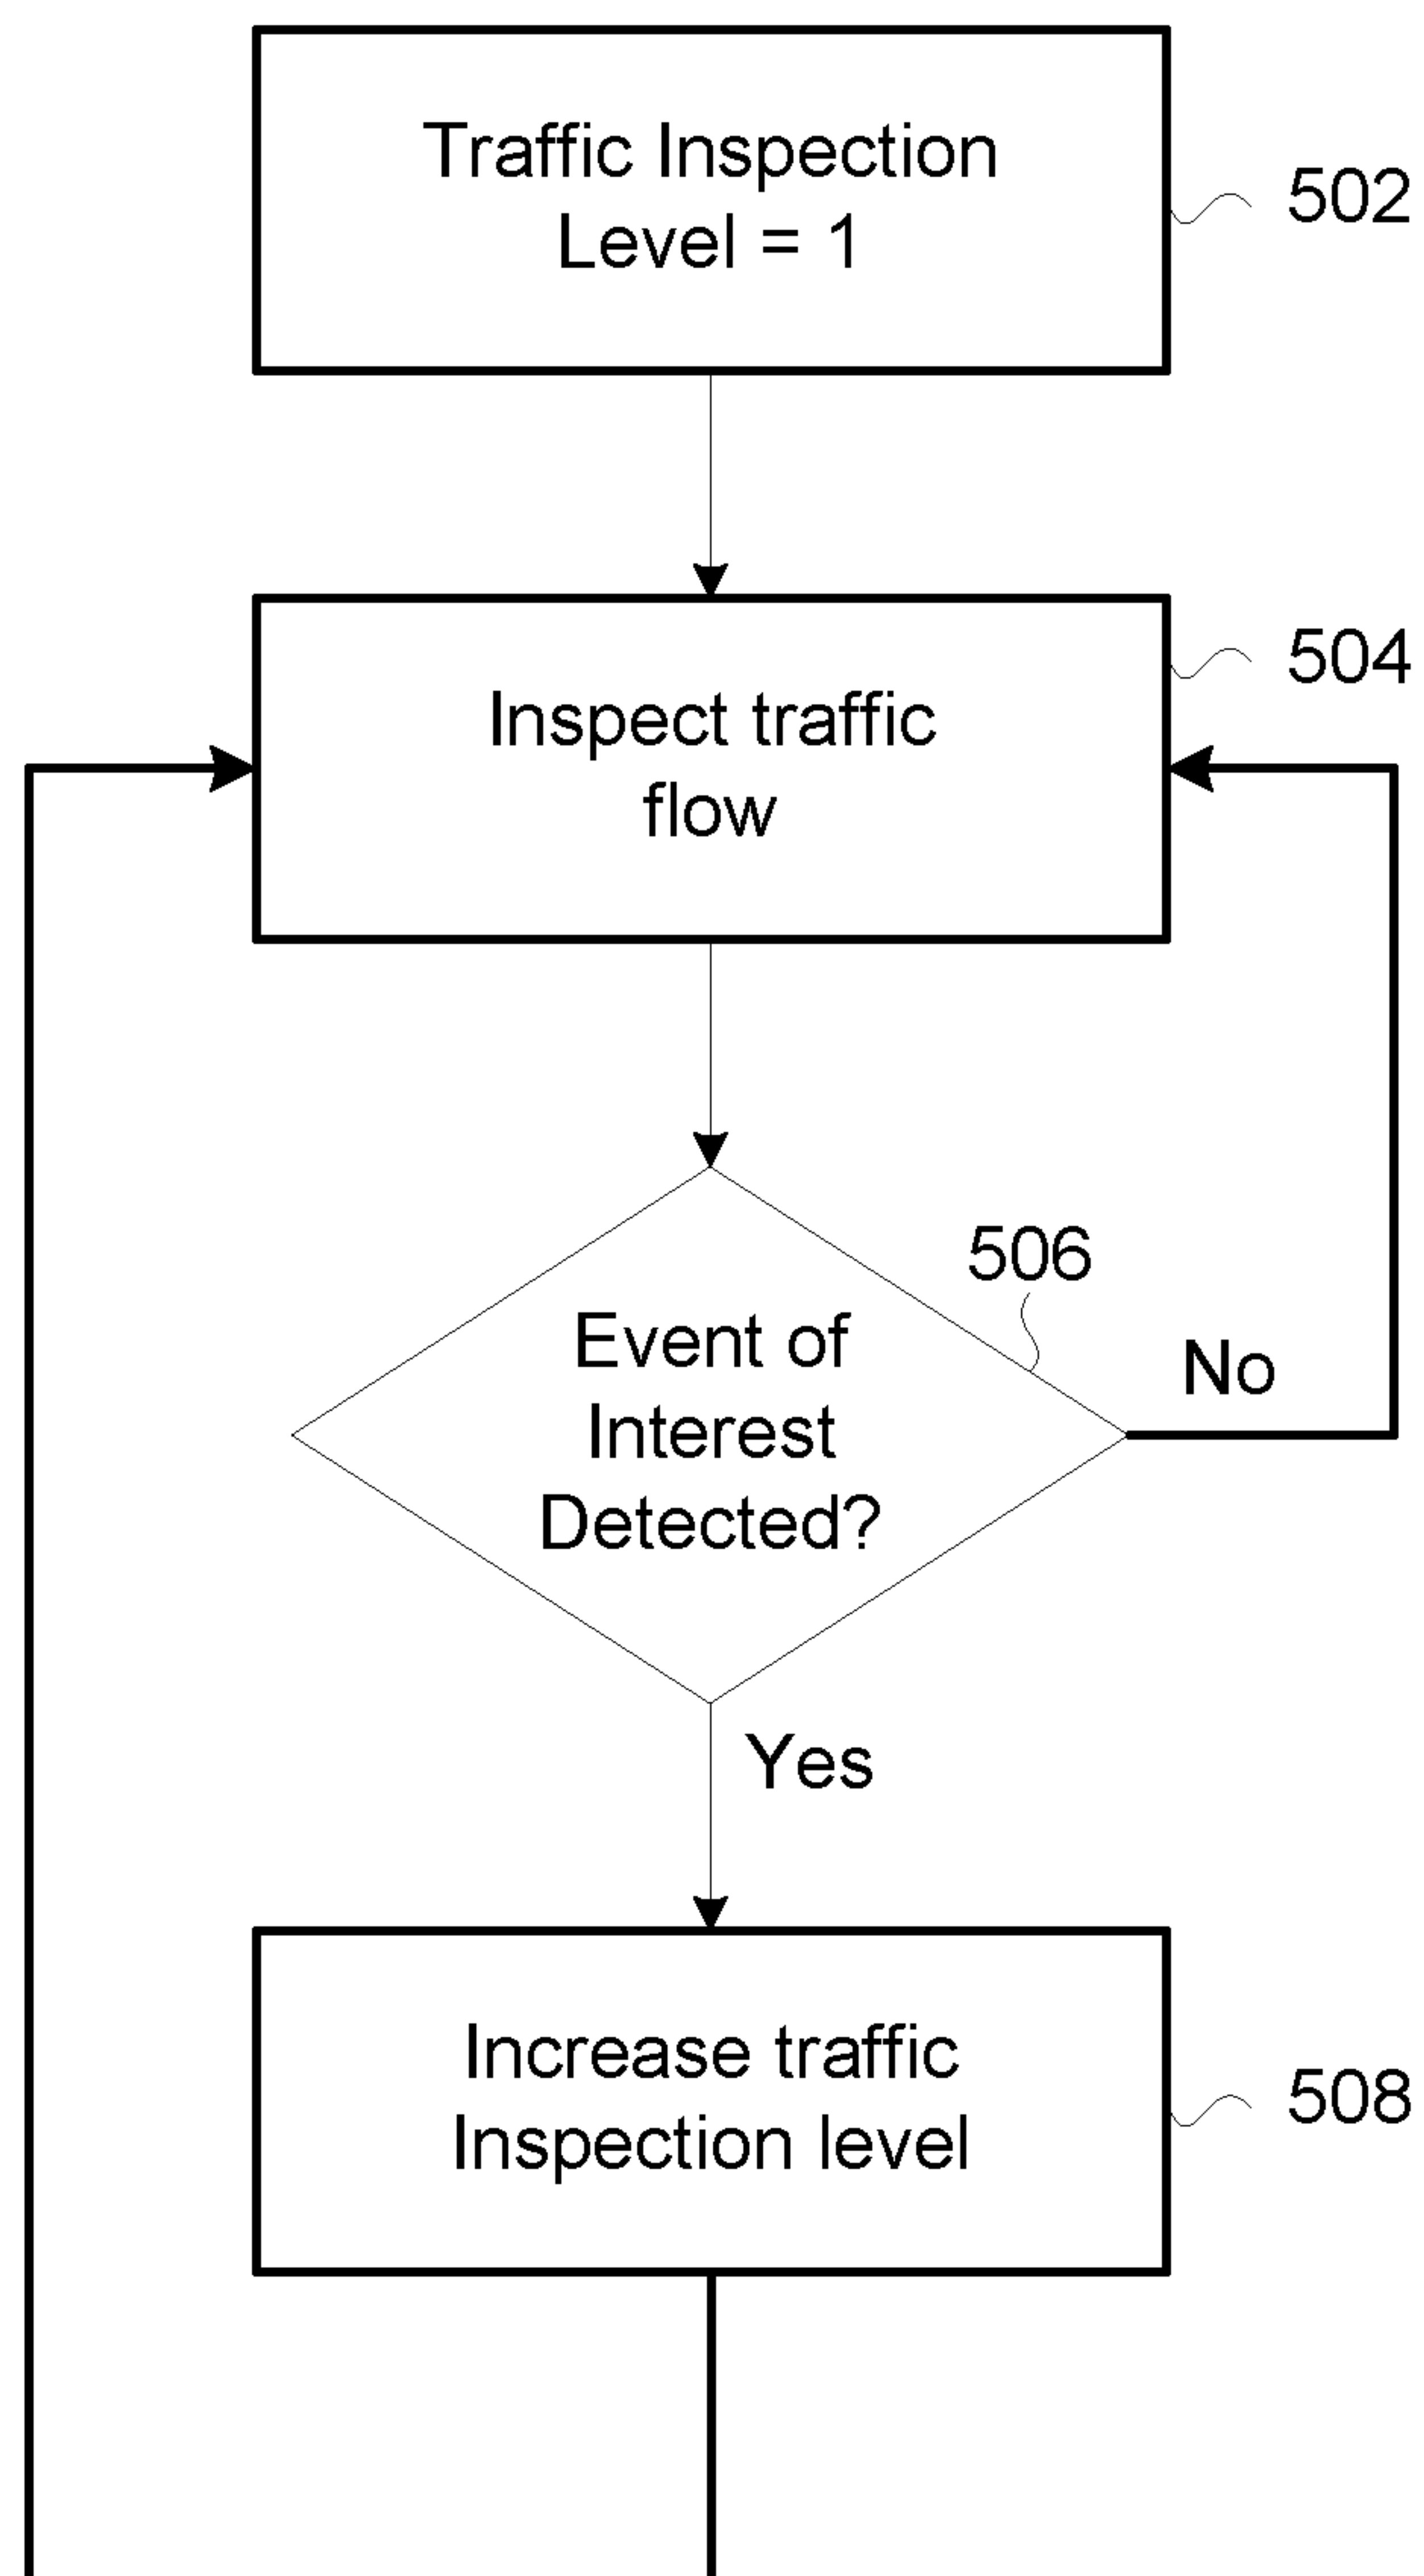 Traffic Inspection
Level = 1
502
504
Inspect traffic
flow
506
Event of
Interest
Detected?
No
Yes
Increase traffic
Inspection level
508